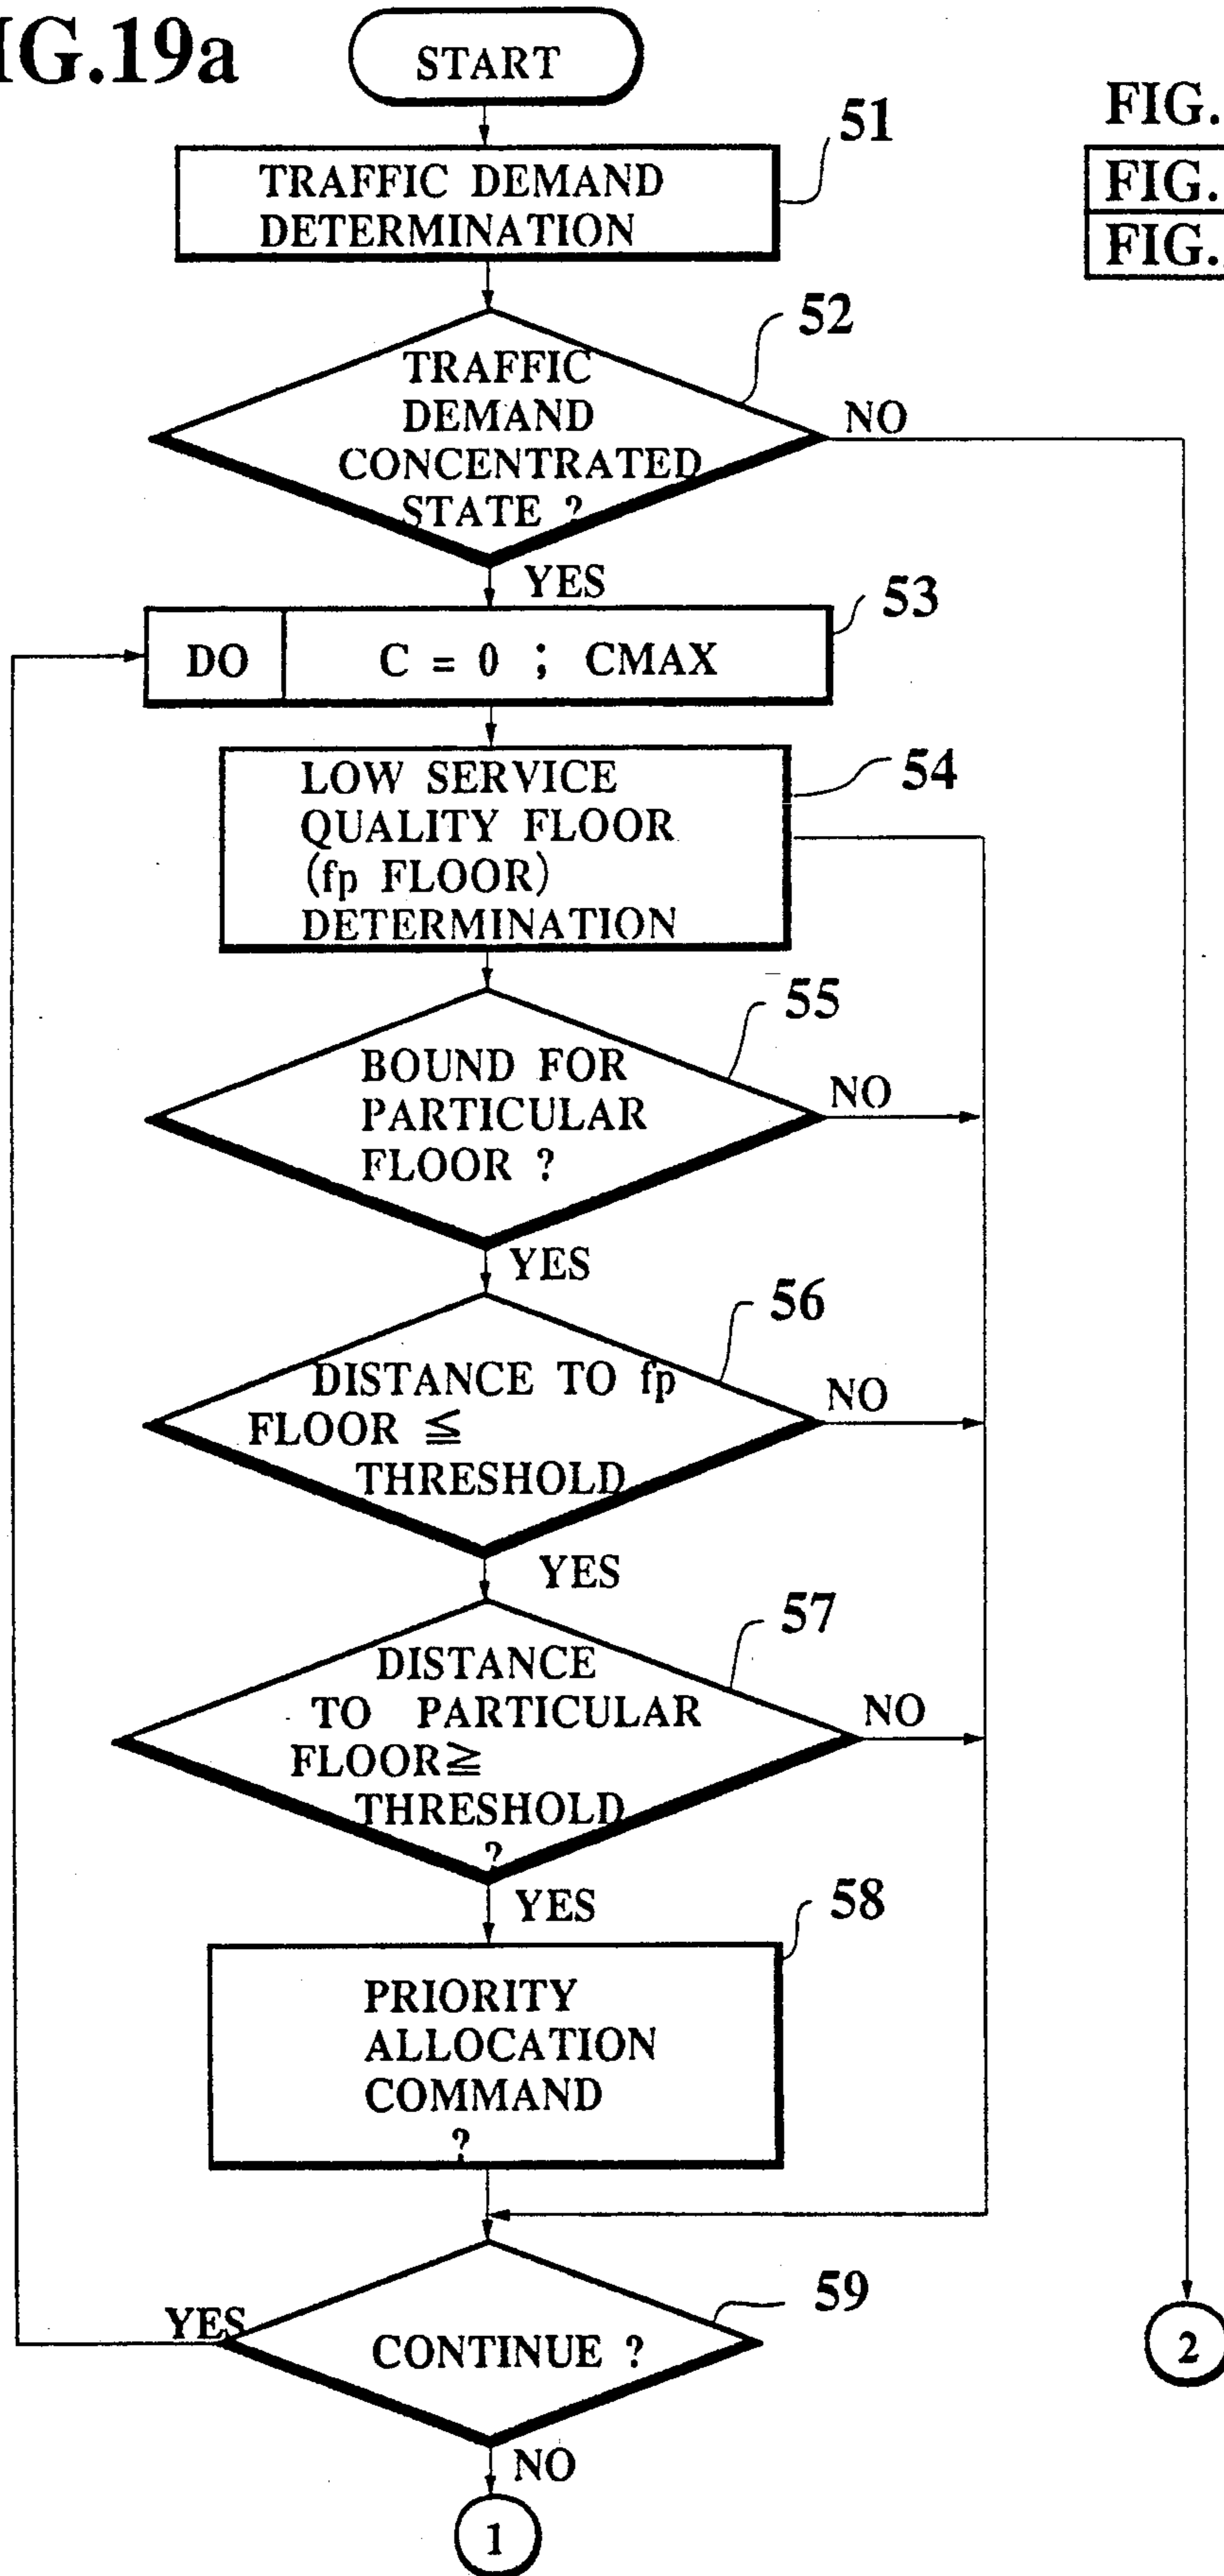 IG.19a
START
FIG.
FIG.
FIG.
51
TRAFFIC DEMAND
DETERMINATION
52
TRAFFIC
DEMAND
CONCENTRATED
STATE ?
NO
YES
53
DO
C = 0 ; CMAX
54
LOW SERVICE
QUALITY FLOOR
(fp FLOOR)
DETERMINATION
55
BOUND FOR
PARTICULAR
FLOOR ?
NO
YES
56
DISTANCE TO fp
FLOOR ≦
THRESHOLD
NO
YES
57
DISTANCE
TO PARTICULAR
FLOOR≧
THRESHOLD
?
NO
YES
58
PRIORITY
ALLOCATION
COMMAND
?
59
YES
CONTINUE ?
2
NO
1